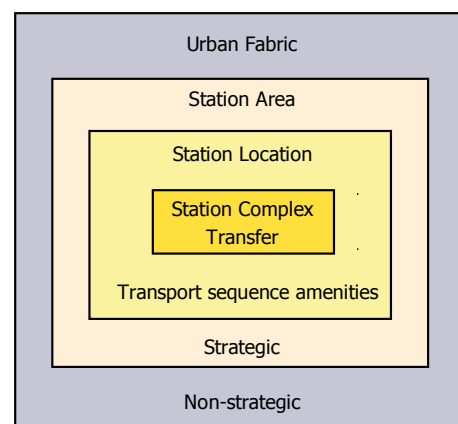 Urban Fabric
Station Area
Station Location
Station Complex
Transfer
Transport sequence amenities
Strategic
Non-strategic